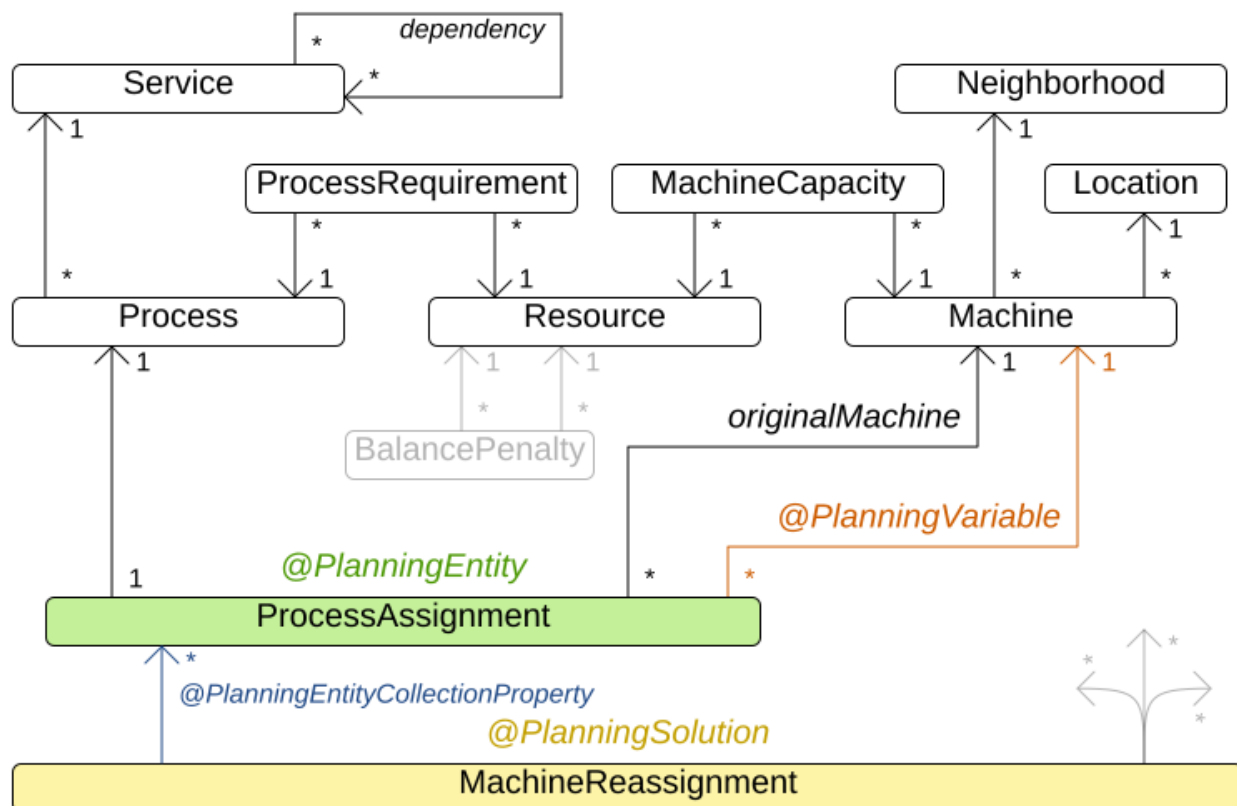 * dependency
Service * Neighborhood
1 1
ProcessRequirement MachineCapacity Location
* * * * 1
* 1 1 1 1 * *
Process Resource Machine
1 1 1 1 1
* * originalMachine
BalancePenalty
@PlanningVariable
@PlanningEntity
1 * *
ProcessAssignment
* *
* @PlanningEntityCollectionProperty *
@PlanningSolution
MachineReassignment